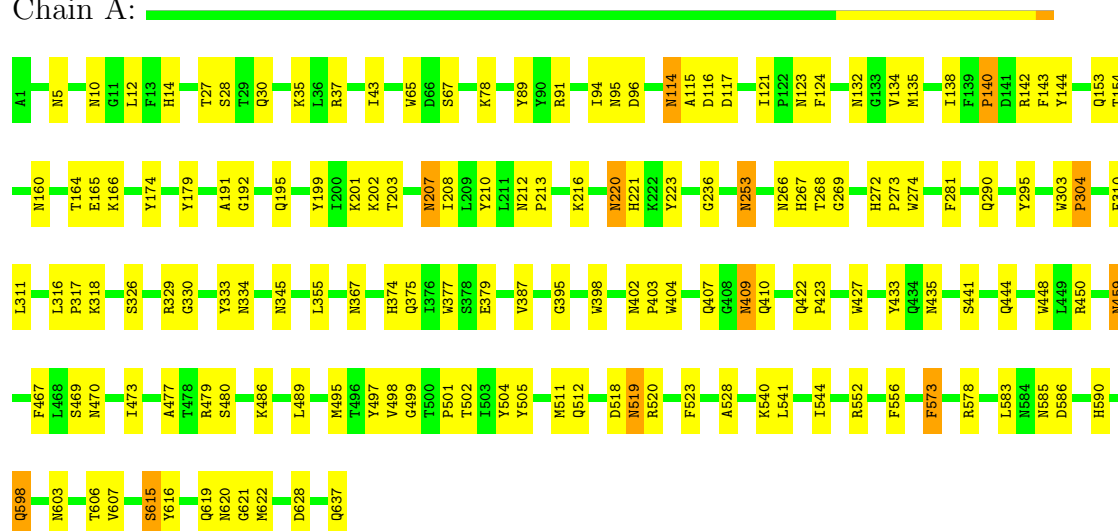 Chain A:
A1 N5 N10 G11 L12 F13 H14 T27 S28 T29 Q30 K35 L36 R37 I43 W65 D66 S67 K78 Y89 Y90 R91 I94 N95 D96 N114 A115 D116 D117 I121 P122 N123 F124 N132 G133 V134 M135 I138 F139 P140 D141 R142 F143 Y144 Q153
N160 T164 E165 K166 Y174 Y179 A191 G192 Q195 Y199 I200 K201 K202 T203 N207 I208 L209 Y210 L211 N212 P213 K216 N220 H221 K222 Y223 G236 N253 N266 H267 T268 G269 H272 P273 W274 F281 Q290 Y295 W303 P304
L311 L316 P317 K318 S326 R329 G330 Y333 N334 N345 L355 N367 H374 Q375 I376 W377 S378 E379 V387 G395 W398 N402 P403 W404 Q407 G408 N409 Q410 Q422 P423 W427 Y433 Q434 N435 S441 Q444 W448 L449 R450 N459
F467 L468 S469 N470 I473 A477 T478 R479 S480 K486 L489 M495 T496 Y497 V498 G499 T500 P501 T502 I503 Y504 Y505 M511 Q512 D518 N519 R520 F523 A528 K540 L541 I544 R552 F556 F573 R578 L583 N584 N585 D586 H590
Q598 N603 T606 V607 S615 Y616 Q619 N620 G621 M622 D628 Q637